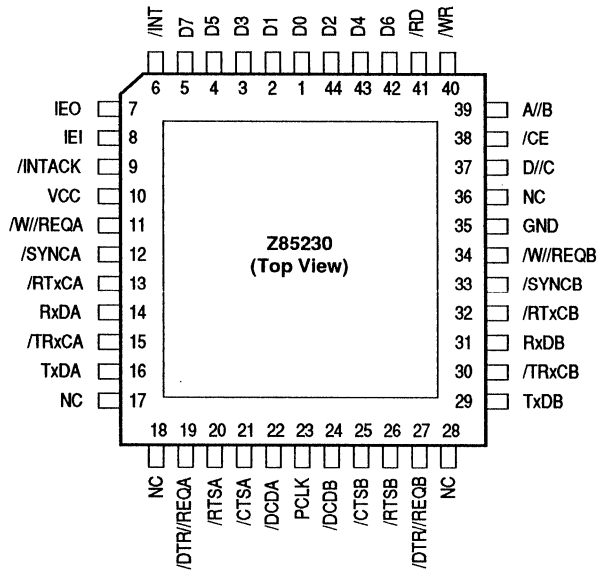 /INT D7 D5 D3 D1 D0 D2 D4 D6 /RD /WR
6 5 4 3 2 1 44 43 42 41 40
IEO 7 39 A//B
IEI 8 38 /CE
/INTACK 9 37 D//C
VCC 10 36 NC
/W//REQA 11 35 GND
/SYNCA 12 34 /W//REQB
/RTxCA 13 33 /SYNCB
RxDA 14 32 /RTxCB
/TRxCA 15 31 RxDB
TxDA 16 30 /TRxCB
NC 17 29 TxDB
Z85230
(Top View)
18 19 20 21 22 23 24 25 26 27 28
NC /DTR//REQA /RTSA /CTSA /DCDA PCLK /DCDB /CTSB /RTSB /DTR//REQB NC